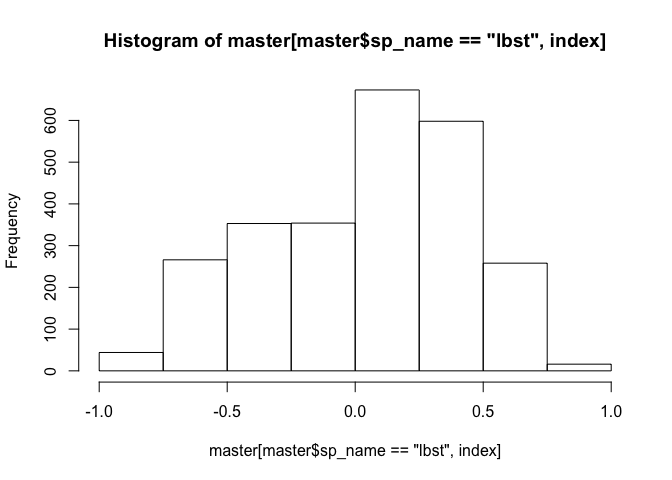 Histogram of master[master$sp_name == "lbst", index]
Frequency
600
500
400
300
200
100
0
-1.0 -0.5 0.0 0.5 1.0
master[master$sp_name == "lbst", index]